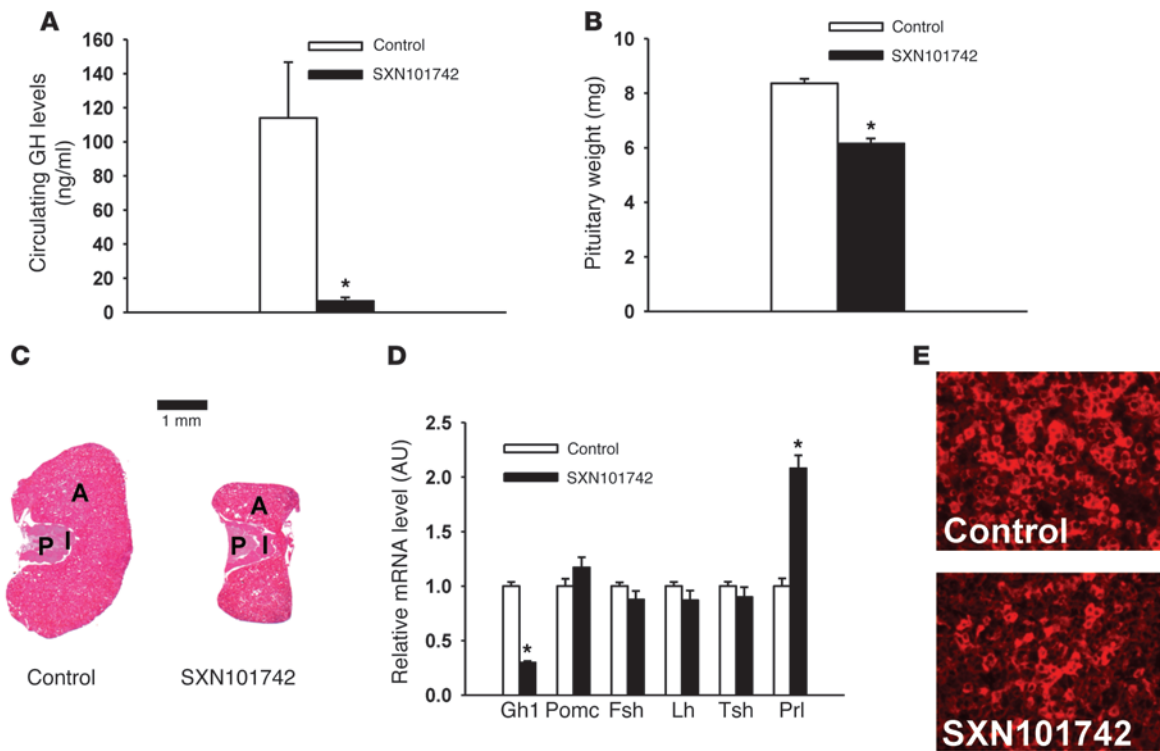 A
Circulating GH levels
(ng/ml)
160
140
120
100
80
60
40
20
0
Control
SXN101742
*
B
Pituitary weight (mg)
10
8
6
4
2
0
Control
SXN101742
*
C
1 mm
A
P I
A
P I
Control
SXN101742
D
Relative mRNA level (AU)
2.5
2.0
1.5
1.0
0.5
0.0
Control
SXN101742
*
*
Gh1 Pomc Fsh Lh Tsh Prl
E
Control
SXN101742